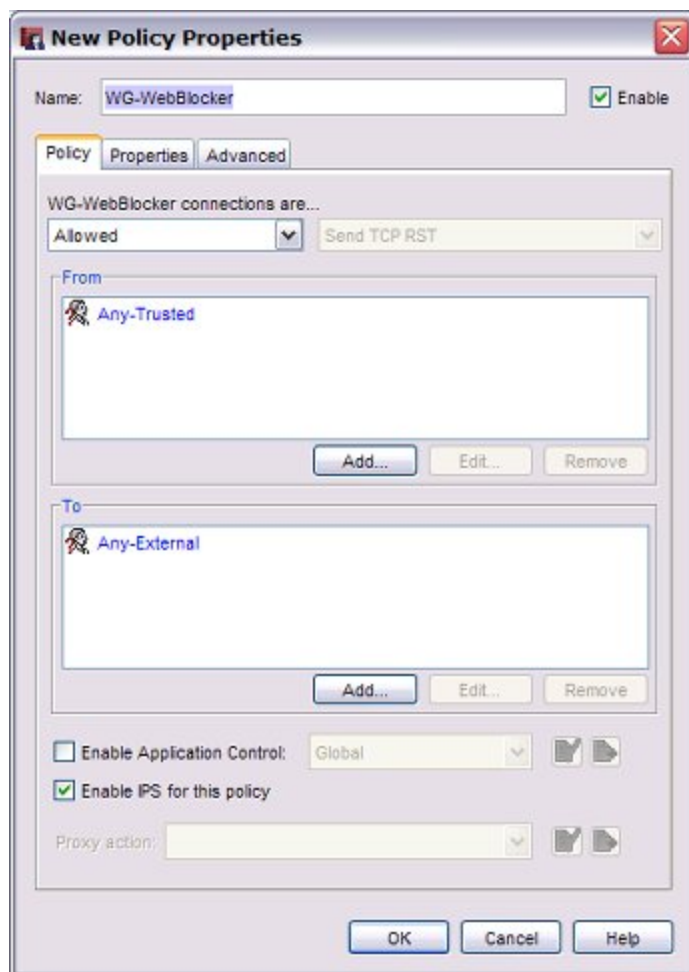 New Policy Properties
Name: WG-WebBlocker Enable
Policy Properties Advanced
WG-WebBlocker connections are...
Allowed Send TCP RST
From
Any-Trusted
Add... Edit... Remove
To
Any-External
Add... Edit... Remove
Enable Application Control: Global
Enable IPS for this policy
Proxy action:
OK Cancel Help